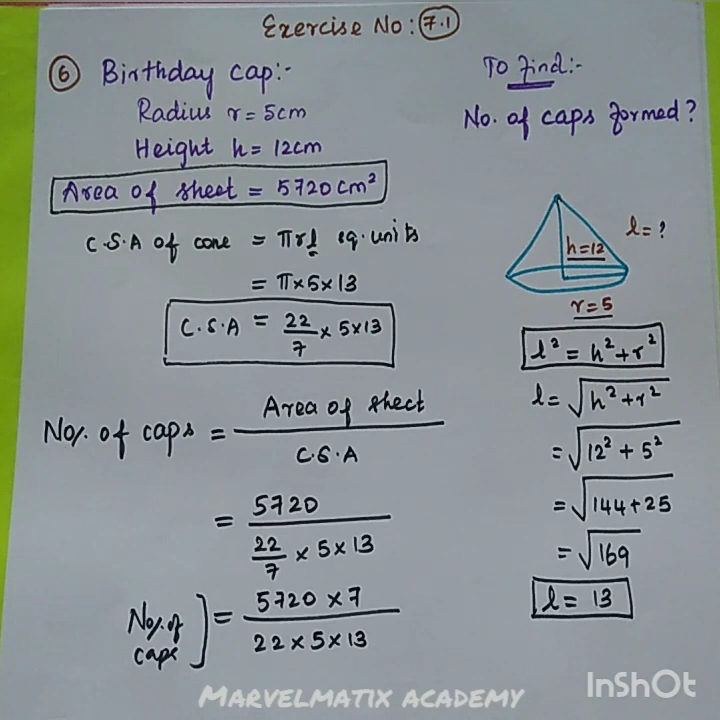 Exercise No: 7.1
6 Birthday cap:-
Radius r = 5cm
Height h = 12cm
Area of sheet = 5720 cm²
C.S.A of cone = πrl sq. units
= π×5×13
C.S.A = 22/7 × 5×13
No/. of caps = Area of sheet / C.S.A
= 5720 / (22/7 × 5×13)
No/. of caps ] = 5720 × 7 / 22×5×13
To Find:-
No. of caps formed?
l=?
h=12
r=5
l² = h²+r²
l= √h²+r²
= √12² + 5²
= √144+25
= √169
l = 13
MARVELMATIX ACADEMY
InShOt